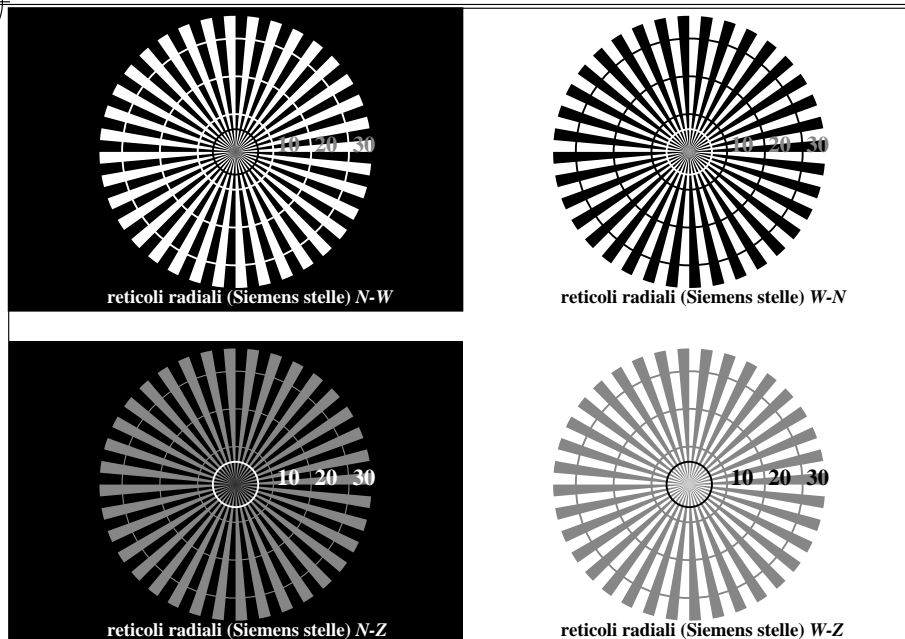 10 20 30
reticoli radiali (Siemens stelle) N-W
10 20 30
reticoli radiali (Siemens stelle) W-N
10 20 30
reticoli radiali (Siemens stelle) N-Z
10 20 30
reticoli radiali (Siemens stelle) W-Z